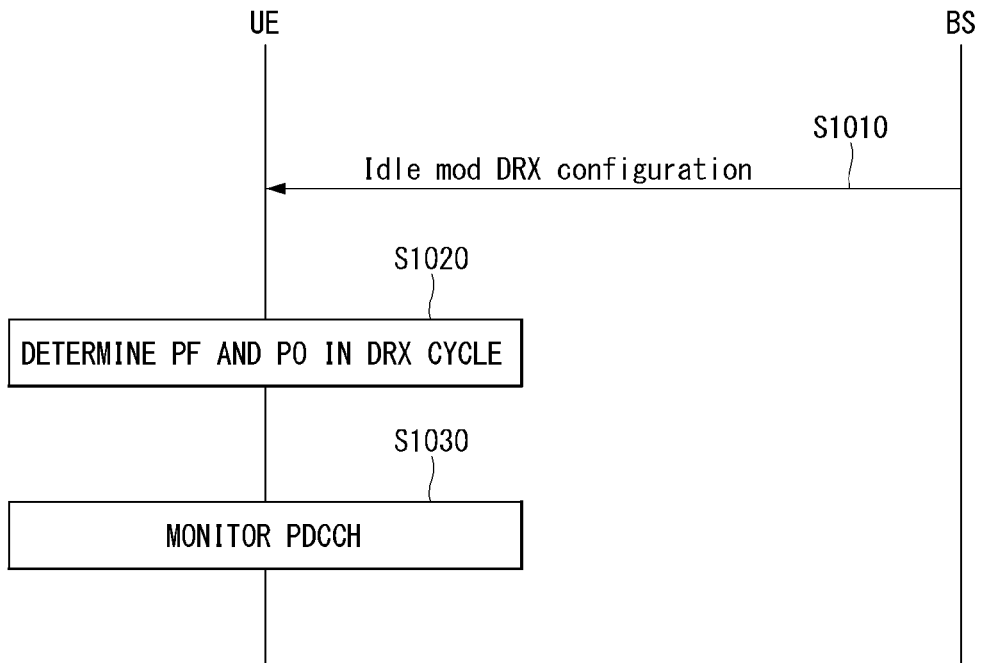 UE
BS
S1010
Idle mod DRX configuration
S1020
DETERMINE PF AND PO IN DRX CYCLE
S1030
MONITOR PDCCH